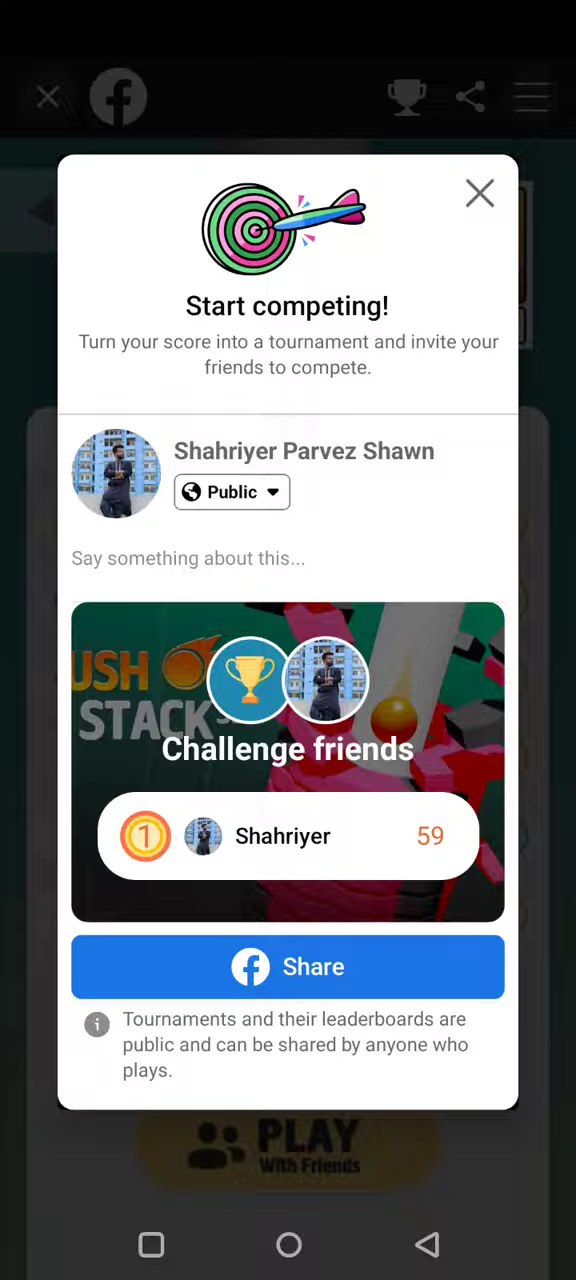 Start competing!
Turn your score into a tournament and invite your
friends to compete.
Shahriyer Parvez Shawn
Public
Say something about this...
USH
STACK
Challenge friends
1 Shahriyer 59
Share
Tournaments and their leaderboards are
public and can be shared by anyone who
plays.
PLAY
With Friends